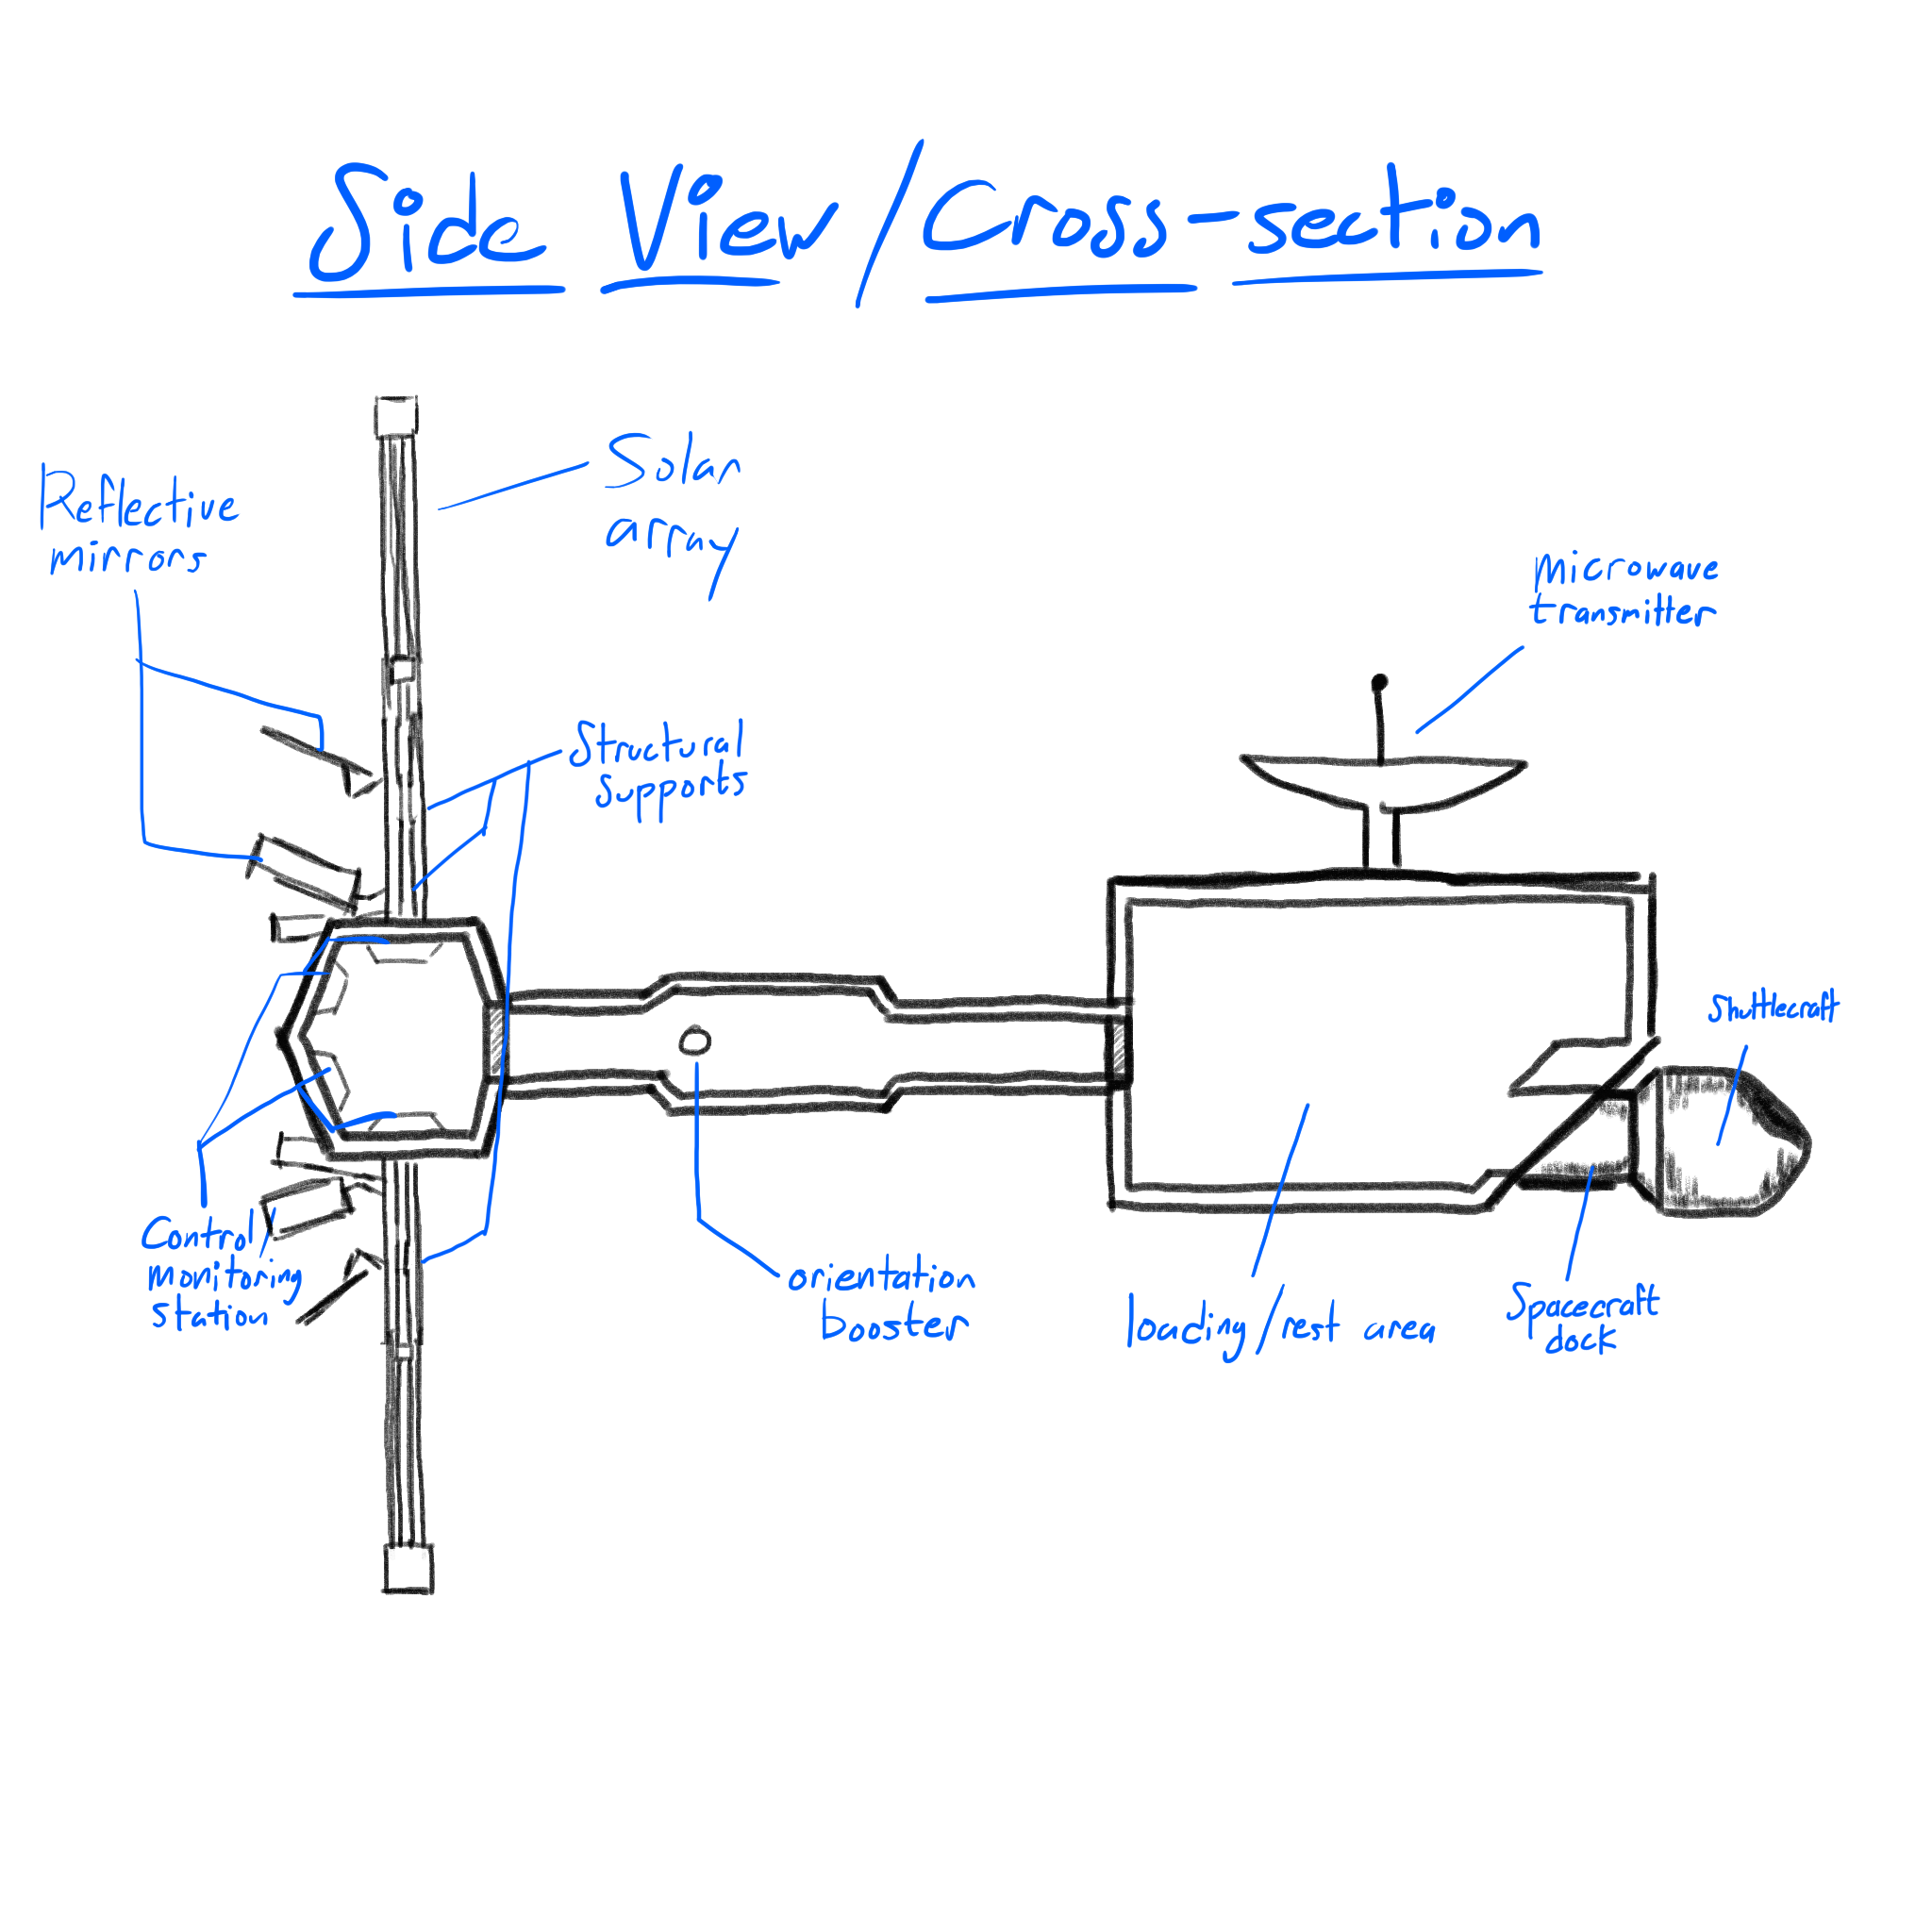 Side View/Cross-section
Reflective
mirrors
Solar
array
Microwave
transmitter
Structural
supports
Shuttlecraft
Control
monitoring
station
orientation
booster
loading/rest area
Spacecraft
dock